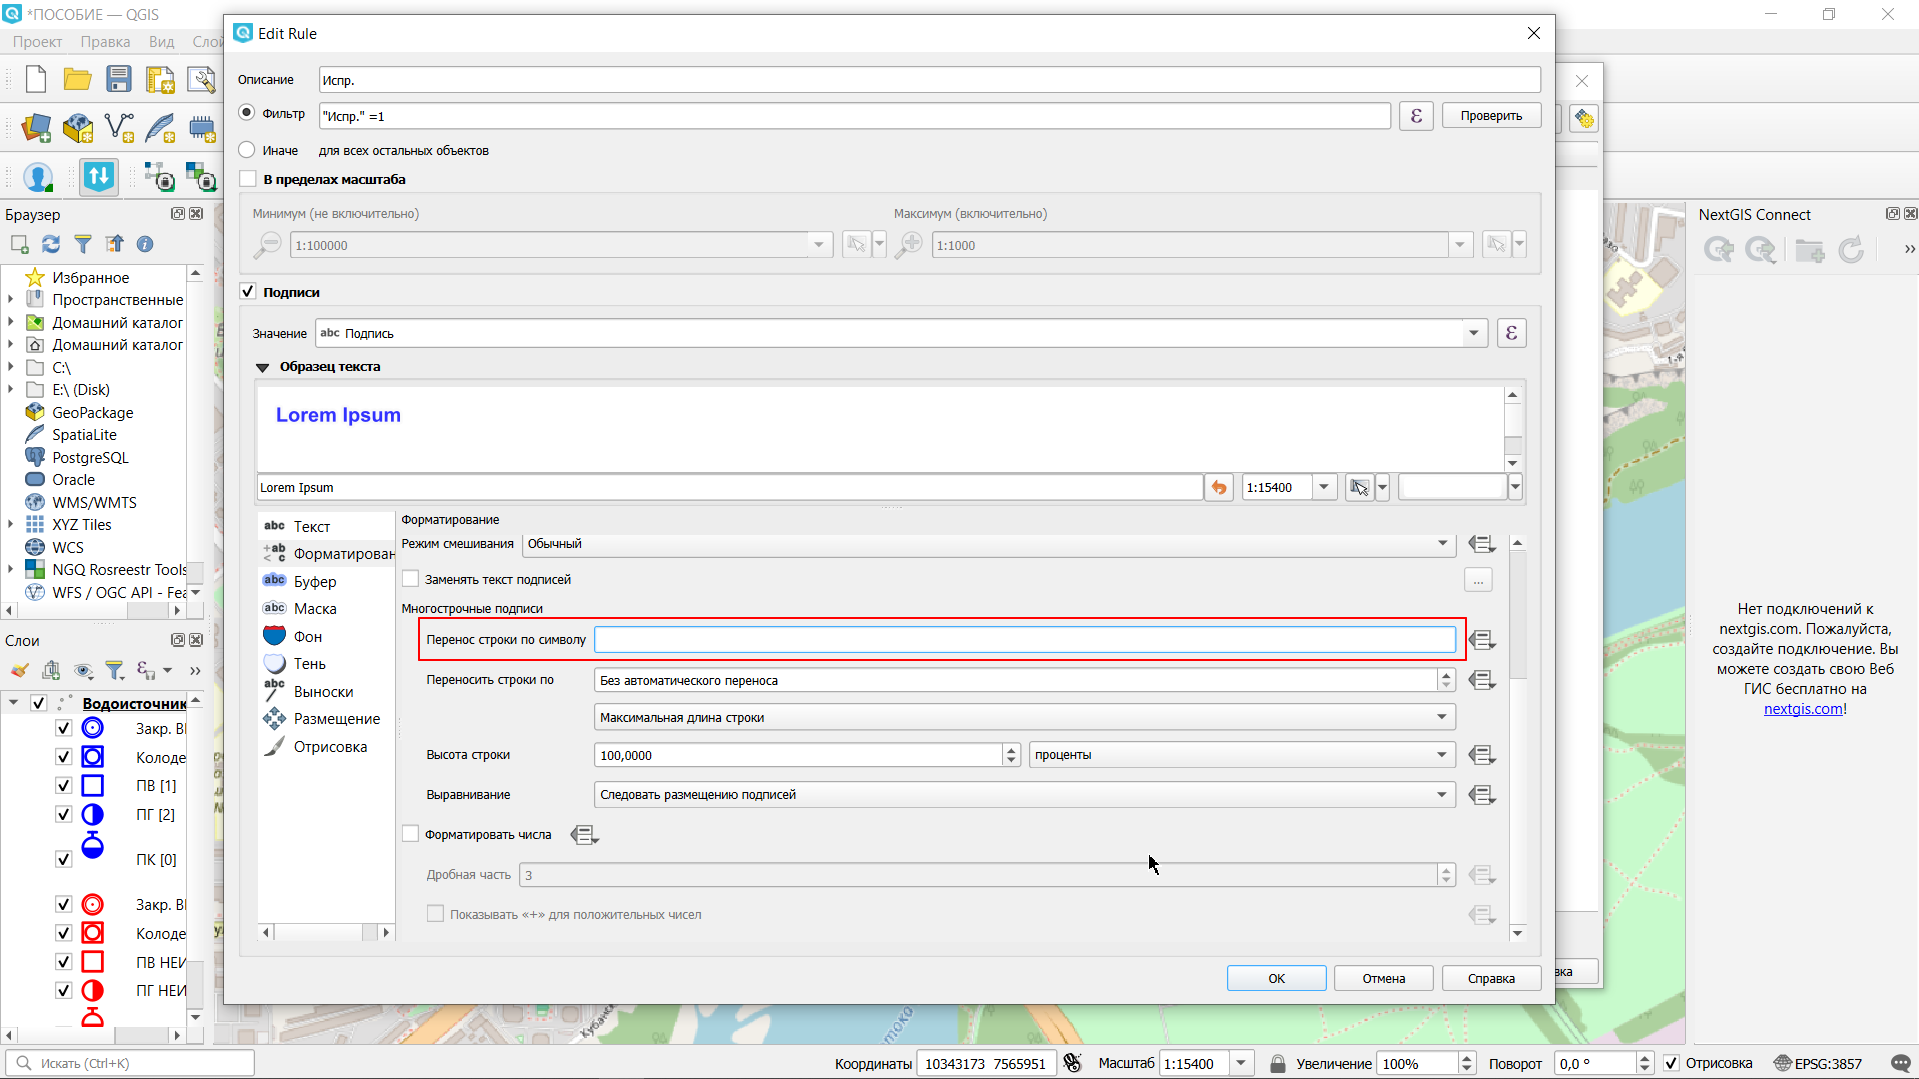 *ПОСОБИЕ — QGIS
Проект Правка Вид
Edit Rule
Описание Испр.
Фильтр "Испр." =1 ε Проверить
Иначе для всех остальных объектов
В пределах масштаба
Минимум (не включительно) Максимум (включительно)
1:100000 1:1000
Подписи
Значение abc Подпись ε
Образец текста
Lorem Ipsum
Lorem Ipsum 1:15400
abc Текст
Форматирован
abc Буфер
abc Маска
Фон
Тень
abc Выноски
Размещение
Отрисовка
Форматирование
Режим смешивания Обычный
Заменять текст подписей ...
Многострочные подписи
Перенос строки по символу
Переносить строки по Без автоматического переноса
Максимальная длина строки
Высота строки 100,0000 проценты
Выравнивание Следовать размещению подписей
Форматировать числа
Дробная часть 3
Показывать «+» для положительных чисел
OK Отмена Справка
Браузер
Избранное
Пространственные
Домашний каталог
Домашний каталог
C:\
E:\ (Disk)
GeoPackage
SpatiaLite
PostgreSQL
Oracle
WMS/WMTS
XYZ Tiles
WCS
NGQ Rosreestr Tools
WFS / OGC API - Fea
Слои
Водоисточник
Закр. В
Колоде
ПВ [1]
ПГ [2]
ПК [0]
Закр. В
Колоде
ПВ НЕИ
ПГ НЕИ
NextGIS Connect
Нет подключений к
nextgis.com. Пожалуйста,
создайте подключение. Вы
можете создать свою Веб
ГИС бесплатно на
nextgis.com!
Искать (Ctrl+K) Координаты 10343173 7565951 Масштаб 1:15400 Увеличение 100% Поворот 0,0 ° Отрисовка EPSG:3857